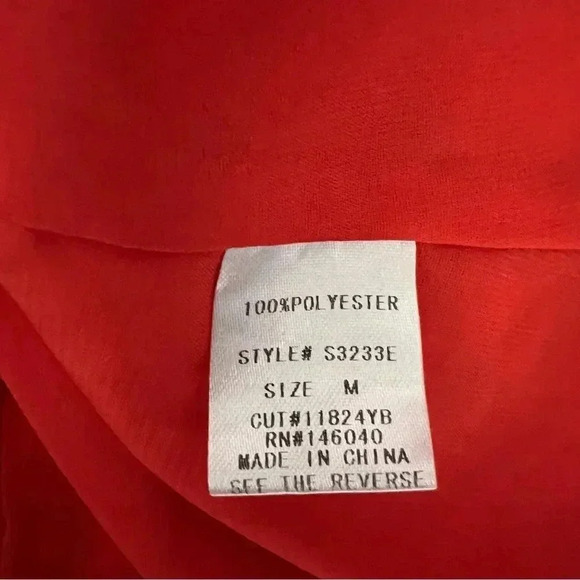 100%POLYESTER
STYLE# S3233E
SIZE M
CUT#11824YB
RN#146040
MADE IN CHINA
SEE THE REVERSE